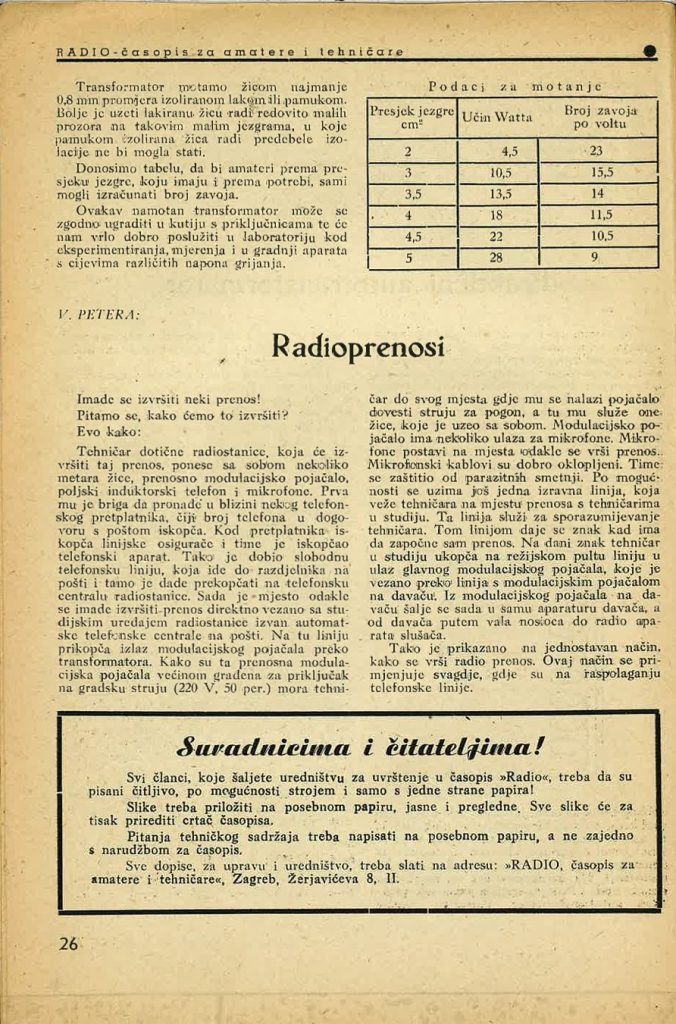 RADIO-časopis za amatere i tehničare
Transformator motamo žicom najmanje
0,8 mm promjera izoliranom lakom ili pamukom.
Bolje je uzeti lakiranu žicu radi redovito malih
prozora na takovim malim jezgrama, u koje
pamukom izolirana žica radi predebele izo-
lacije ne bi mogla stati.
Donosimo tabelu, da bi amateri prema pre-
sjeku jezgre, koju imaju i prema potrebi, sami
mogli izračunati broj zavoja.
Ovakav namotan transformator može se
zgodno ugraditi u kutiju s priključnicama te će
nam vrlo dobro poslužiti u laboratoriju kod
eksperimentiranja, mjerenja i u gradnji aparata
s cijevima različitih napona grijanja.
Podaci za motanje
Presjek jezgre cm² Učin Watta Broj zavoja po voltu
2 4,5 23
3 10,5 15,5
3,5 13,5 14
4 18 11,5
4,5 22 10,5
5 28 9
V. PETERA:
Radioprenosi
Imade se izvršiti neki prenos!
Pitamo se, kako ćemo to izvršiti?
Evo kako:
Tehničar dotične radiostanice, koja će iz-
vršiti taj prenos, ponese sa sobom nekoliko
metara žice, prenosno modulacijsko pojačalo,
poljski induktorski telefon i mikrofone. Prva
mu je briga da pronađe u blizini nekog telefon-
skog pretplatnika, čiji broj telefona u dogo-
voru s poštom iskopča. Kod pretplatnika is-
kopča linijske osigurače i time je iskopčao
telefonski aparat. Tako je dobio slobodnu
telefonsku liniju, koja ide do razdjelnika na
pošti i tamo je dade prekopčati na telefonsku
centralu radiostanice. Sada je mjesto odakle
se imade izvršiti prenos direktno vezano sa stu-
dijskim uređajem radiostanice izvan automat-
ske telefonske centrale na pošti. Na tu liniju
prikopča izlaz modulacijskog pojačala preko
transformatora. Kako su ta prenosna modula-
cijska pojačala većinom građena za priključak
na gradsku struju (220 V, 50 per.) mora tehni-
čar do svog mjesta gdje mu se nalazi pojačalo
dovesti struju za pogon, a tu mu služe one
žice, koje je uzeo sa sobom. Modulacijsko po-
jačalo ima nekoliko ulaza za mikrofone. Mikro-
fone postavi na mjesta odakle se vrši prenos.
Mikrofonski kablovi su dobro oklopljeni. Time
se zaštitio od parazitnih smetnji. Po moguć-
nosti se uzima još jedna izravna linija, koja
veže tehničara na mjestu prenosa s tehničarima
u studiju. Ta linija služi za sporazumijevanje
tehničara. Tom linijom daje se znak kad ima
da započne sam prenos. Na dani znak tehničar
u studiju ukopča na režijskom pultu liniju u
ulaz glavnog modulacijskog pojačala, koje je
vezano preko linija s modulacijskim pojačalom
na davaču. Iz modulacijskog pojačala na da-
vaču šalje se sada u samu aparaturu davača, a
od davača putem vala nosioca do radio apa-
rata slušača.
Tako je prikazano na jednostavan način,
kako se vrši radio prenos. Ovaj način se pri-
mjenjuje svagdje, gdje su na raspolaganju
telefonske linije.
Suradnicima i čitateljima!
Svi članci, koje šaljete uredništvu za uvrštenje u časopis »Radio«, treba da su
pisani čitljivo, po mogućnosti strojem i samo s jedne strane papira!
Slike treba priložiti na posebnom papiru, jasne i pregledne. Sve slike će za
tisak prirediti crtač časopisa.
Pitanja tehničkog sadržaja treba napisati na posebnom papiru, a ne zajedno
s narudžbom za časopis.
Sve dopise, za upravu i uredništvo, treba slati na adresu: »RADIO, časopis za
amatere i tehničare«, Zagreb, Žerjavićeva 8, II.
26